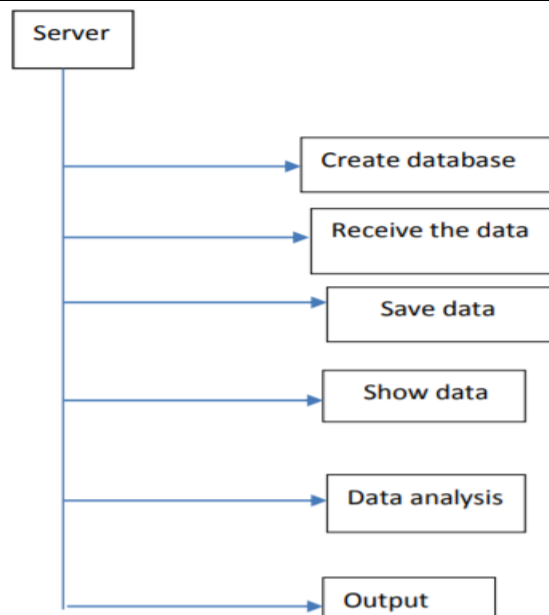 Server
Create database
Receive the data
Save data
Show data
Data analysis
Output